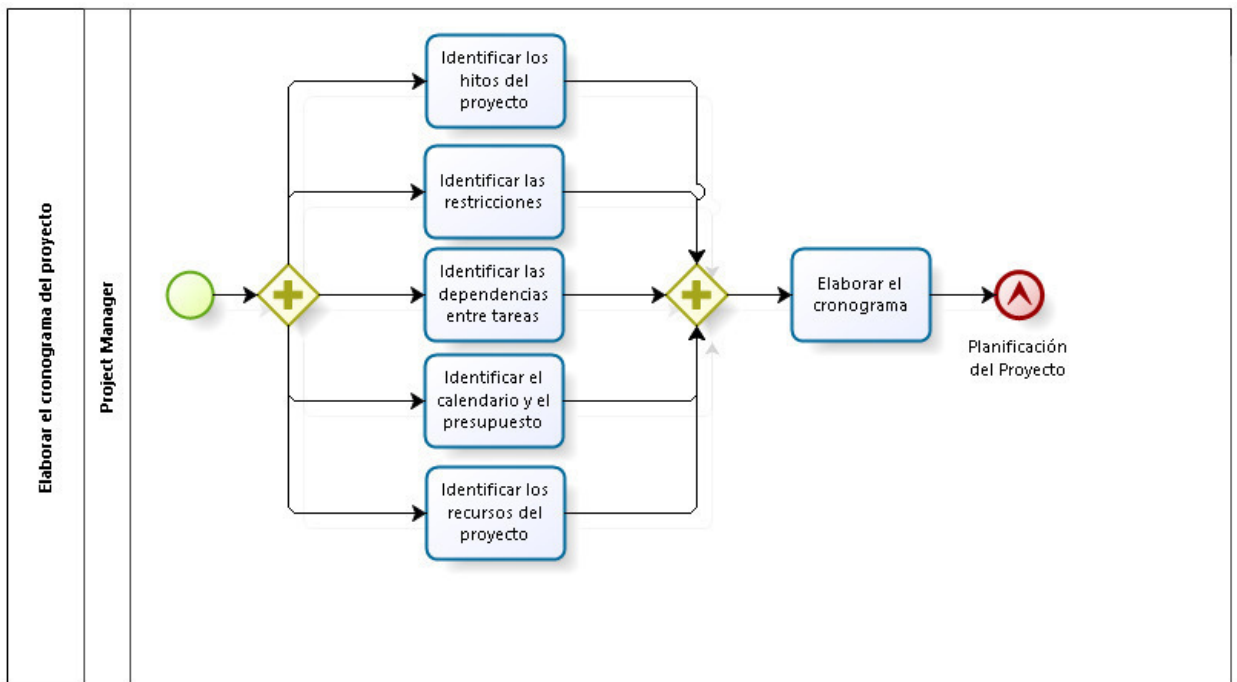 Elaborar el cronograma del proyecto
Project Manager
Identificar los
hitos del
proyecto
Identificar las
restricciones
Identificar las
dependencias
entre tareas
Identificar el
calendario y el
presupuesto
Identificar los
recursos del
proyecto
Elaborar el
cronograma
Planificación
del Proyecto